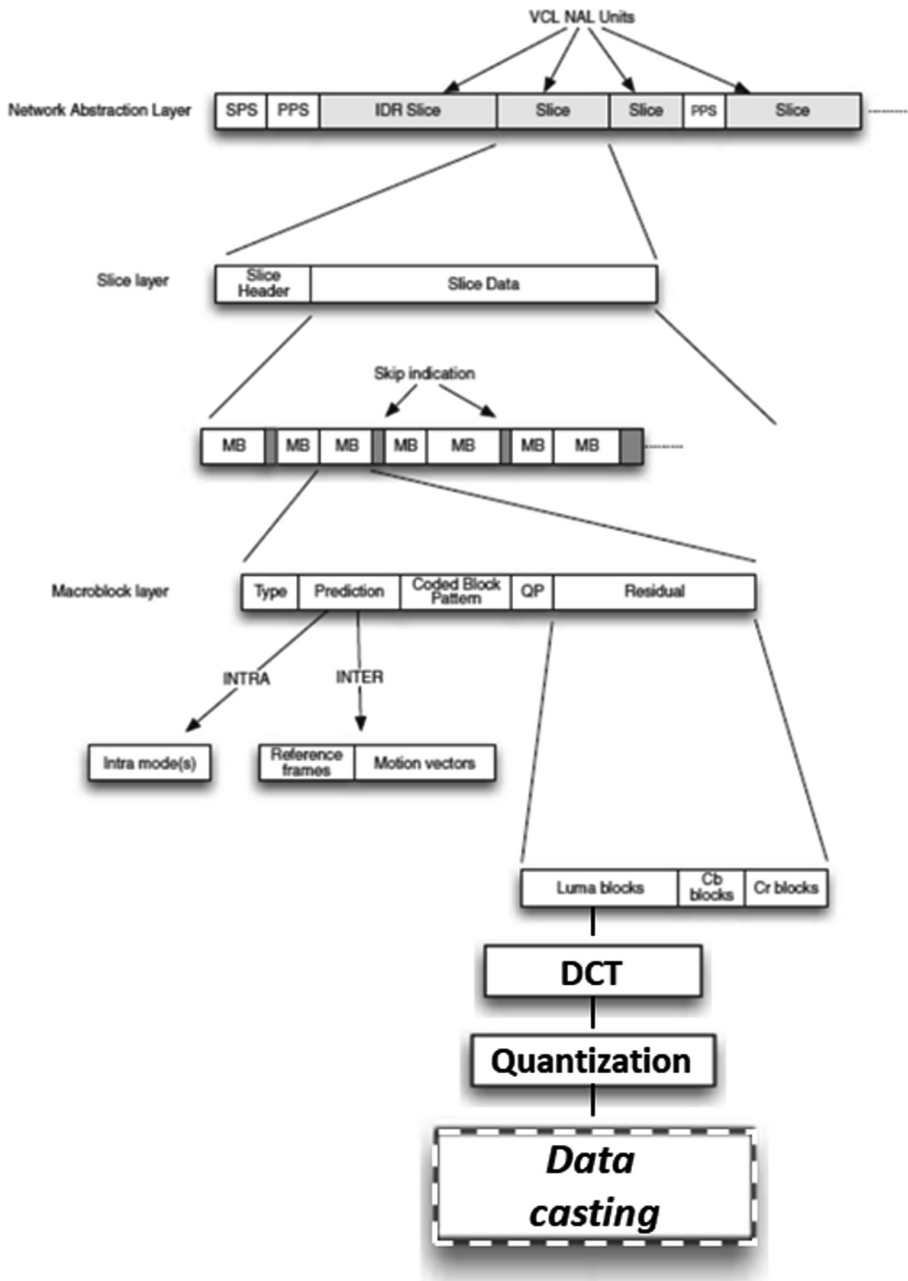 VCL NAL Units
Network Abstraction Layer
SPS
PPS
IDR Slice
Slice
Slice
PPS
Slice
Slice layer
Slice
Header
Slice Data
Skip indication
MB
MB
MB
MB
MB
MB
MB
Macroblock layer
Type
Prediction
Coded Block
Pattern
QP
Residual
INTRA
INTER
Intra mode(s)
Reference
frames
Motion vectors
Luma blocks
Cb
blocks
Cr blocks
DCT
Quantization
Data
casting